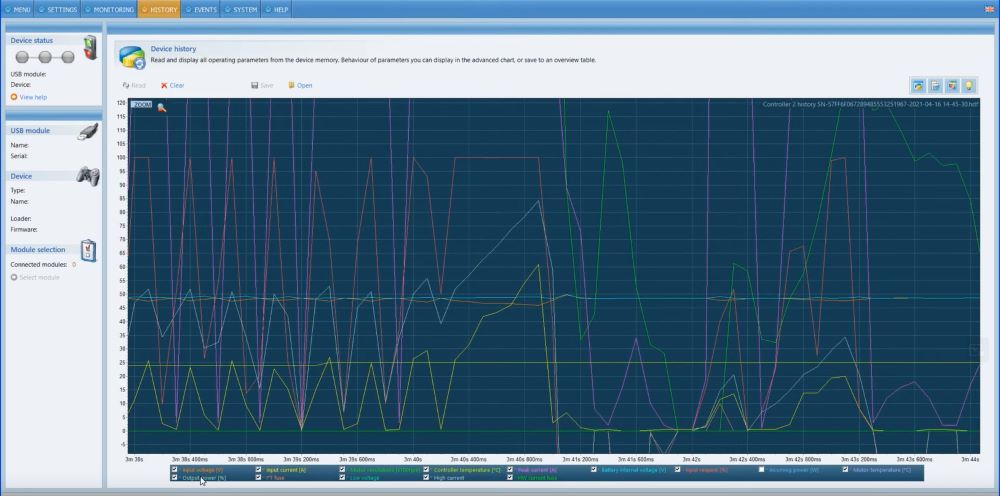 MENU SETTINGS MONITORING HISTORY EVENTS SYSTEM HELP
Device status
USB module:
Device:
View help
USB module
Name:
Serial:
Device
Type:
Name:
Loader:
Firmware:
Module selection
Connected modules: 0
Select module
Device history
Read and display all operating parameters from the device memory. Behaviour of parameters you can display in the advanced chart, or save to an overview table.
Read Clear Save Open
ZOOM
Controller 2 history SN-57FF6F067289485553251967-2021-04-16 14-45-30.hdf
120
115
110
105
100
95
90
85
80
75
70
65
60
55
50
45
40
35
30
25
20
15
10
5
0
-5
3m 38s 3m 38s 400ms 3m 38s 800ms 3m 39s 200ms 3m 39s 600ms 3m 40s 3m 40s 400ms 3m 40s 800ms 3m 41s 200ms 3m 41s 600ms 3m 42s 3m 42s 400ms 3m 42s 800ms 3m 43s 200ms 3m 43s 600ms 3m 44s
Input voltage [V] Input current [A] Motor revolutions Controller temperature [°C] Peak current [A] Battery internal voltage [V] Input request [%] Incoming power [W] Motor temperature [°C]
Output power [%] fuse Low voltage High current current fuse